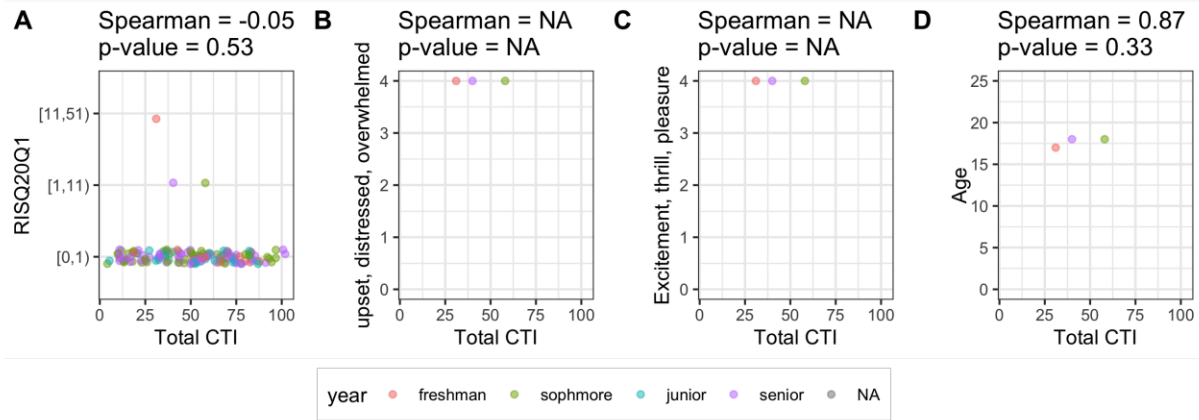 A
Spearman = -0.05
p-value = 0.53
RISQ20Q1
[11,51)
[1,11)
[0,1)
0 25 50 75 100
Total CTI
B
Spearman = NA
p-value = NA
upset, distressed, overwhelmed
4
3
2
1
0
0 25 50 75 100
Total CTI
C
Spearman = NA
p-value = NA
Excitement, thrill, pleasure
4
3
2
1
0
0 25 50 75 100
Total CTI
D
Spearman = 0.87
p-value = 0.33
Age
25
20
15
10
5
0
0 25 50 75 100
Total CTI
year freshman sophmore junior senior NA